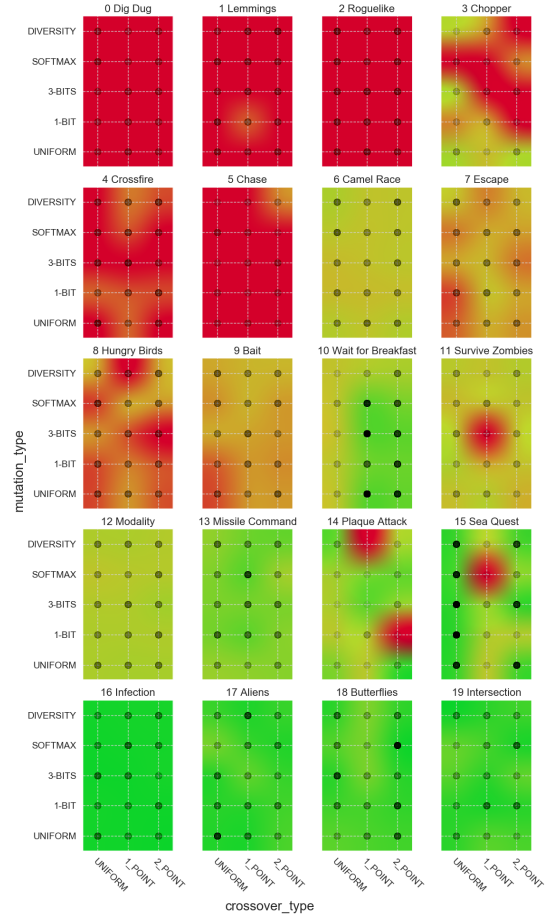 0 Dig Dug
1 Lemmings
2 Roguelike
3 Chopper
DIVERSITY
SOFTMAX
3-BITS
1-BIT
UNIFORM
4 Crossfire
5 Chase
6 Camel Race
7 Escape
DIVERSITY
SOFTMAX
3-BITS
1-BIT
UNIFORM
8 Hungry Birds
9 Bait
10 Wait for Breakfast
11 Survive Zombies
DIVERSITY
SOFTMAX
3-BITS
1-BIT
UNIFORM
mutation_type
12 Modality
13 Missile Command
14 Plaque Attack
15 Sea Quest
DIVERSITY
SOFTMAX
3-BITS
1-BIT
UNIFORM
16 Infection
17 Aliens
18 Butterflies
19 Intersection
DIVERSITY
SOFTMAX
3-BITS
1-BIT
UNIFORM
UNIFORM
1_POINT
2_POINT
UNIFORM
1_POINT
2_POINT
UNIFORM
1_POINT
2_POINT
UNIFORM
1_POINT
2_POINT
crossover_type